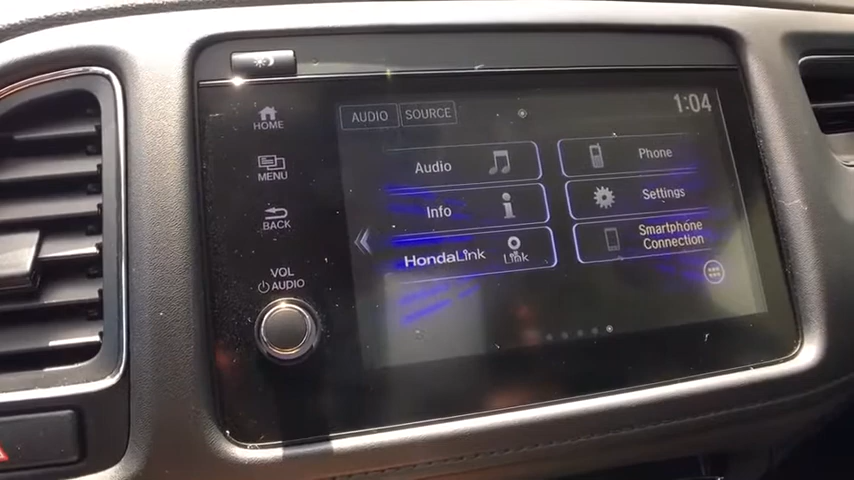 HOME
MENU
BACK
VOL
AUDIO
AUDIO SOURCE
1:04
Audio
Phone
Info
Settings
HondaLink
Link
Smartphone
Connection